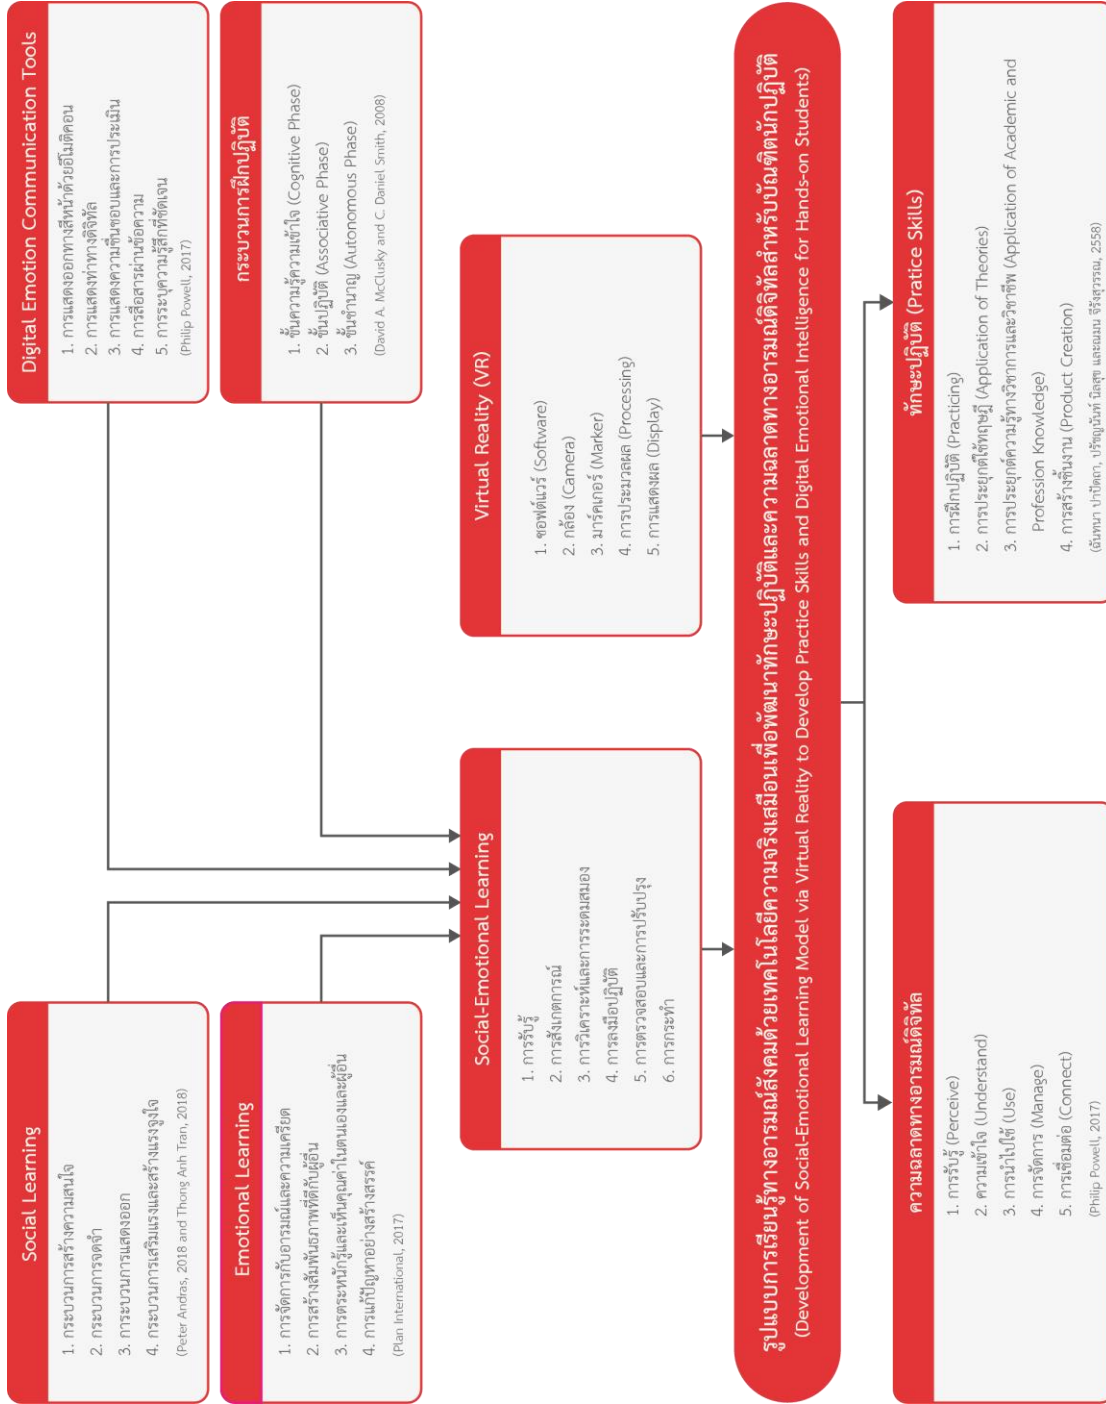 Social Learning
1. กระบวนการสร้างความสนใจ
2. กระบวนการจดจำ
3. การะบวนการแสดงออก
4. กระบวนการเสริมแรงและสร้างแรงจูงใจ
(Peter Andras, 2018 and Thong Anh Tran, 2018)
Digital Emotion Communication Tools
1. การแสดงออกทางสีหน้าด้วยอีโมติคอน
2. การแสดงท่าทางดิจิทัล
3. การแสดงความชื่นชอบและการประเมิน
4. การสื่อสารผ่านข้อความ
5. การระบุความรู้สึกที่ชัดเจน
(Philip Powell, 2017)
Emotional Learning
1. การจัดการกับอารมณ์และความเครียด
2. การสร้างสัมพันธภาพที่ดีกับผู้อื่น
3. การตระหนักรู้และเห็นคุณค่าในตนเองและผู้อื่น
4. การแก้ปัญหาอย่างสร้างสรรค์
(Plan International, 2017)
กระบวนการฝึกปฏิบัติ
1. ขั้นความรู้ความเข้าใจ (Cognitive Phase)
2. ขั้นปฏิบัติ (Associative Phase)
3. ขั้นชำนาญ (Autonomous Phase)
(David A. McClusky and C. Daniel Smith, 2008)
Social-Emotional Learning
1. การรับรู้
2. การสังเกตการณ์
3. การวิเคราะห์และการระดมสมอง
4. การลงมือปฏิบัติ
5. การตรวจสอบและการปรับปรุง
6. การกระทำ
Virtual Reality (VR)
1. ซอฟต์แวร์ (Software)
2. กล้อง (Camera)
3. มาร์คเกอร์ (Marker)
4. การประมวลผล (Processing)
5. การแสดงผล (Display)
รูปแบบการเรียนรู้ทางอารมณ์สังคมด้วยเทคโนโลยีความจริงเสมือนเพื่อพัฒนาทักษะปฏิบัติและความฉลาดทางอารมณ์ดิจิทัลสำหรับบัณฑิตนักปฏิบัติ
(Development of Social-Emotional Learning Model via Virtual Reality to Develop Practice Skills and Digital Emotional Intelligence for Hands-on Students)
ความฉลาดทางอารมณ์ดิจิทัล
1. การรับรู้ (Perceive)
2. ความเข้าใจ (Understand)
3. การนำไปใช้ (Use)
4. การจัดการ (Manage)
5. การเชื่อมต่อ (Connect)
(Philip Powell, 2017)
ทักษะปฏิบัติ (Pratice Skills)
1. การฝึกปฏิบัติ (Practicing)
2. การประยุกต์ใช้ทฤษฎี (Application of Theories)
3. การประยุกต์ความรู้ทางวิชาการและวิชาชีพ (Application of Academic and
Profession Knowledge)
4. การสร้างชิ้นงาน (Product Creation)
(ฉันทนา ปาปัดถา, ปรัชญนันท์ นิลสุข และณมน จีรังสุวรรณ, 2558)